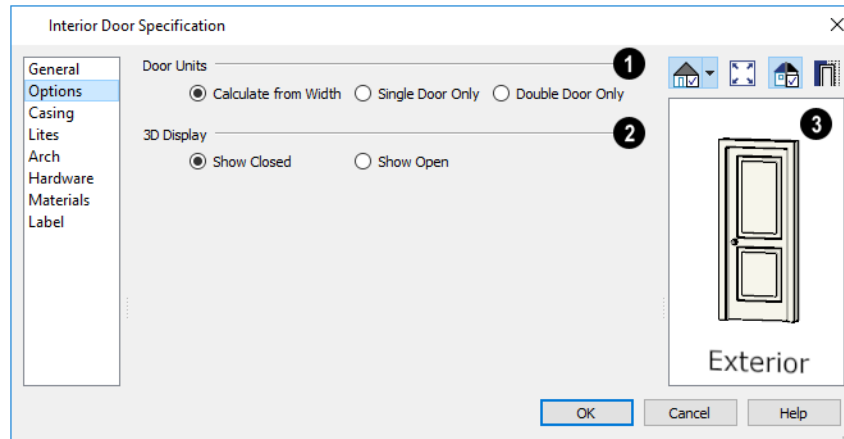 Interior Door Specification
General
Options
Casing
Lites
Arch
Hardware
Materials
Label
Door Units 1
Calculate from Width Single Door Only Double Door Only
3D Display 2
Show Closed Show Open
3
Exterior
OK Cancel Help